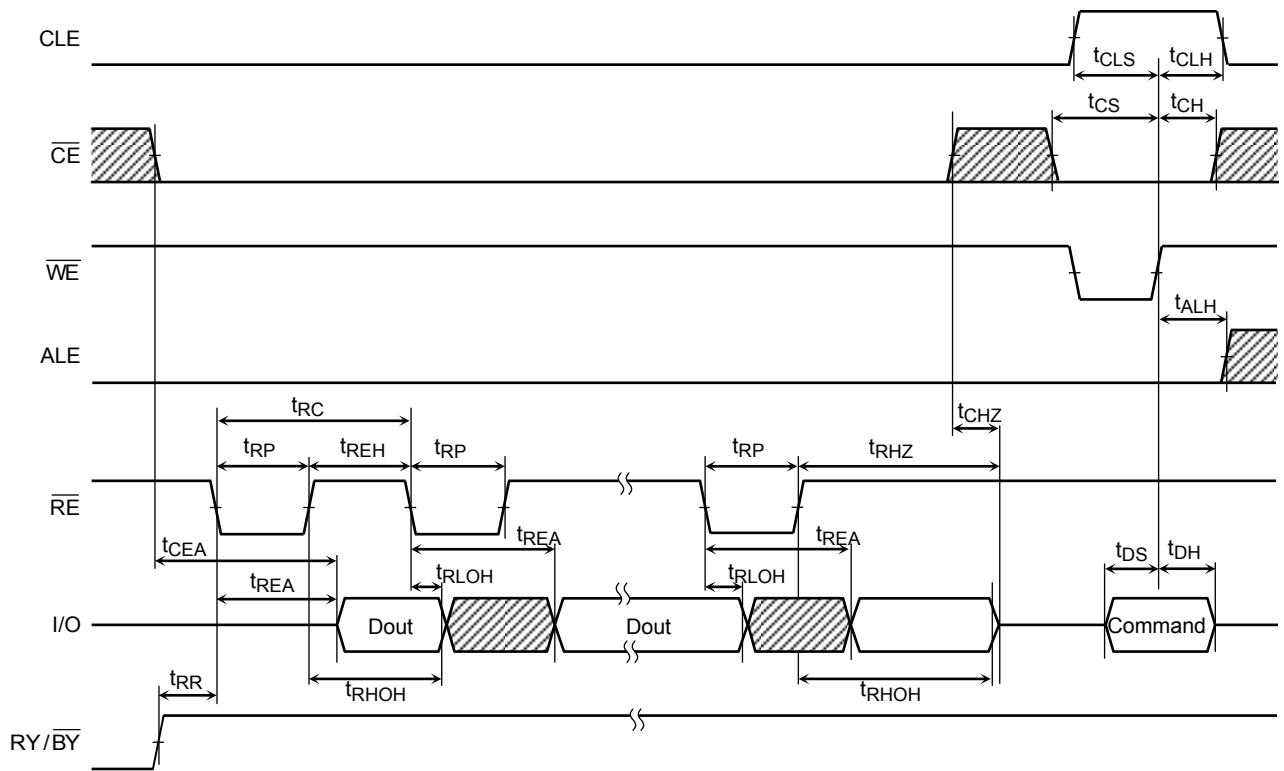 CLE
tCLS tCLH
tCS tCH
CE
WE
tALH
ALE
tRC
tCHZ
tRP tREH tRP tRP tRHZ
RE
tCEA tREA tREA
tREA tRLOH tRLOH tDS tDH
I/O Dout Dout Command
tRR tRHOH tRHOH
RY/BY